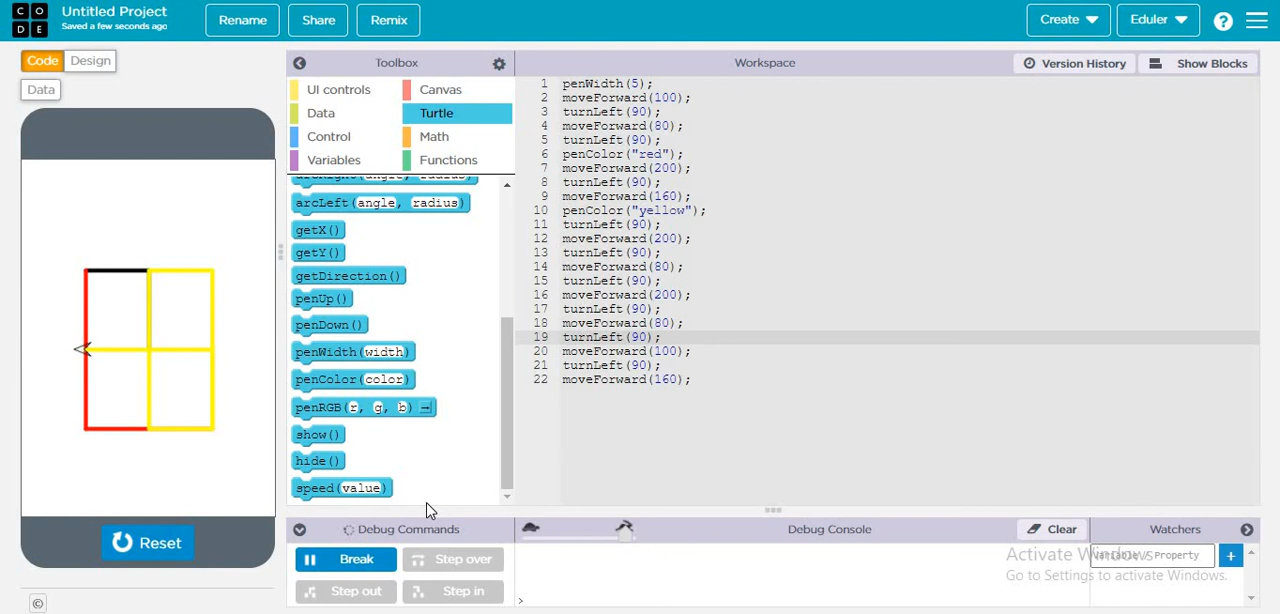 C O
D E
Untitled Project
Saved a few seconds ago
Rename
Share
Remix
Create
Eduler
?
Code
Design
Data
Toolbox
Workspace
Version History
Show Blocks
UI controls
Canvas
Data
Turtle
Control
Math
Variables
Functions
arcRight(angle, radius)
arcLeft(angle, radius)
getX()
getY()
getDirection()
penUp()
penDown()
penWidth(width)
penColor(color)
penRGB(r, g, b)
show()
hide()
speed(value)
1 penWidth(5);
2 moveForward(100);
3 turnLeft(90);
4 moveForward(80);
5 turnLeft(90);
6 penColor("red");
7 moveForward(200);
8 turnLeft(90);
9 moveForward(160);
10 penColor("yellow");
11 turnLeft(90);
12 moveForward(200);
13 turnLeft(90);
14 moveForward(80);
15 turnLeft(90);
16 moveForward(200);
17 turnLeft(90);
18 moveForward(80);
19 turnLeft(90);
20 moveForward(100);
21 turnLeft(90);
22 moveForward(160);
Reset
Debug Commands
Debug Console
Clear
Watchers
Break
Step over
Step out
Step in
Variable / Property
+
>
Activate Windows
Go to Settings to activate Windows.
©